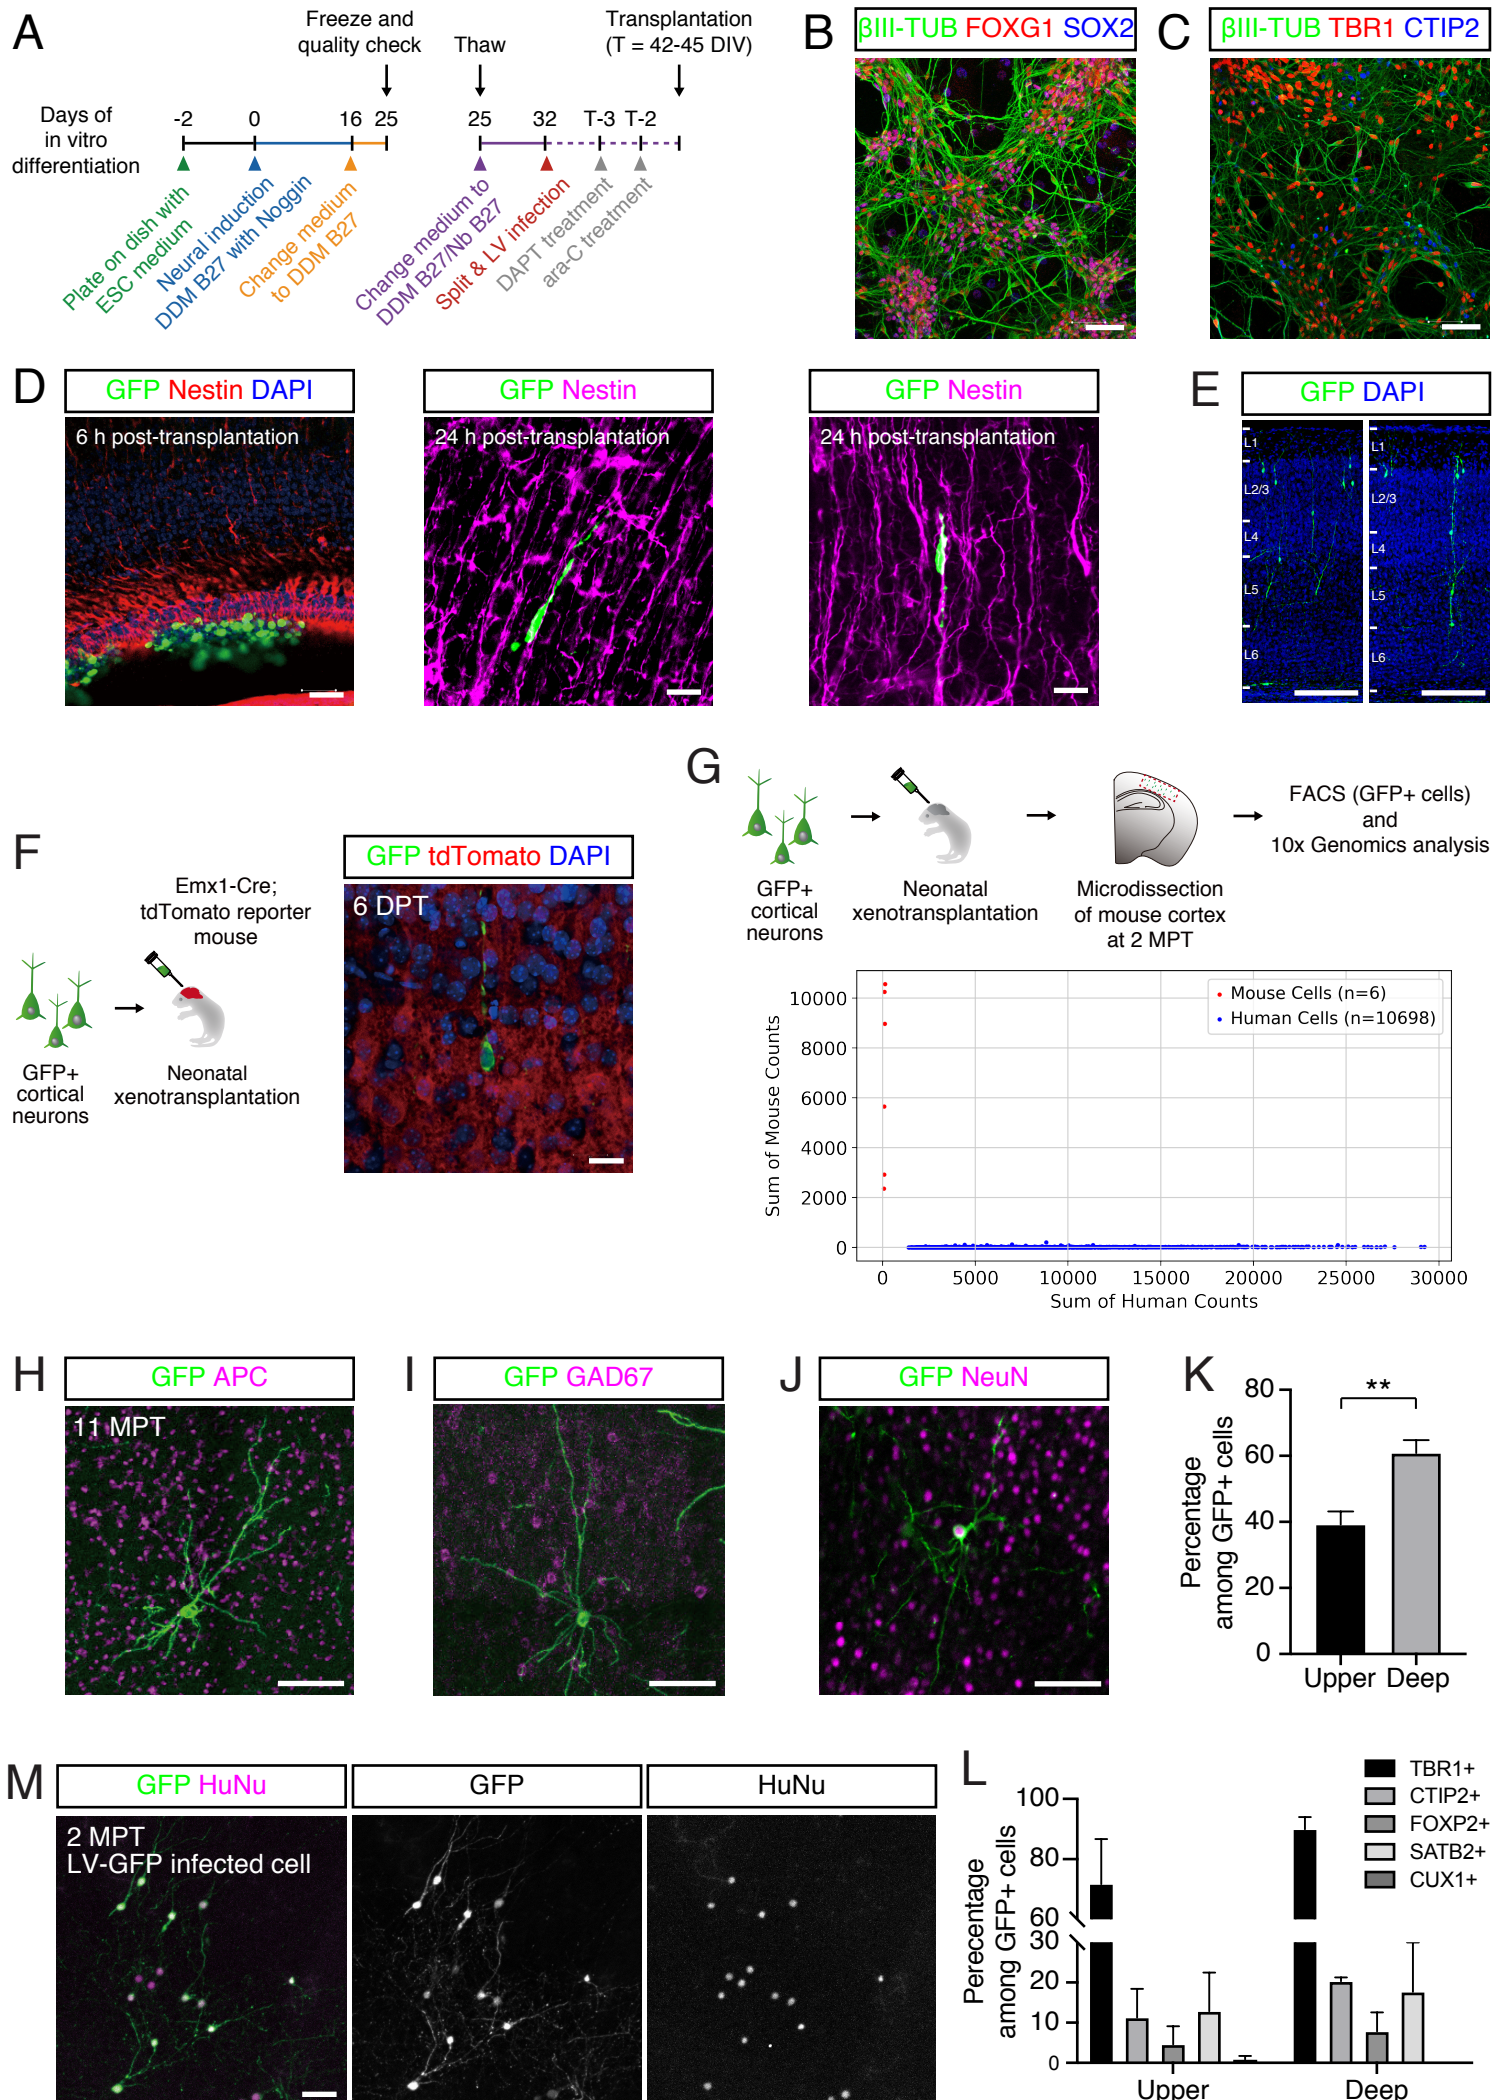 A
Freeze and
quality check
Thaw
Transplantation
(T = 42-45 DIV)
Days of
in vitro
differentiation
-2
0
16
25
25
32
T-3
T-2
Plate on dish with
ESC medium
Neural induction
DDM B27 with Noggin
Change medium
to DDM B27
Change medium to
DDM B27/Nb B27
Split & LV infection
DAPT treatment
ara-C treatment
B
βIII-TUB FOXG1 SOX2
C
βIII-TUB TBR1 CTIP2
D
GFP Nestin DAPI
6 h post-transplantation
GFP Nestin
24 h post-transplantation
GFP Nestin
24 h post-transplantation
E
GFP DAPI
L1
L2/3
L4
L5
L6
L1
L2/3
L4
L5
L6
F
Emx1-Cre;
tdTomato reporter
mouse
GFP+
cortical
neurons
Neonatal
xenotransplantation
GFP tdTomato DAPI
6 DPT
G
GFP+
cortical
neurons
Neonatal
xenotransplantation
Microdissection
of mouse cortex
at 2 MPT
FACS (GFP+ cells)
and
10x Genomics analysis
Sum of Mouse Counts
10000
8000
6000
4000
2000
0
Mouse Cells (n=6)
Human Cells (n=10698)
0
5000
10000
15000
20000
25000
30000
Sum of Human Counts
H
GFP APC
11 MPT
I
GFP GAD67
J
GFP NeuN
K
Percentage
among GFP+ cells
80
60
40
20
0
**
Upper
Deep
M
GFP HuNu
2 MPT
LV-GFP infected cell
GFP
HuNu
L
Perecentage
among GFP+ cells
100
80
60
30
20
10
0
TBR1+
CTIP2+
FOXP2+
SATB2+
CUX1+
Upper
Deep